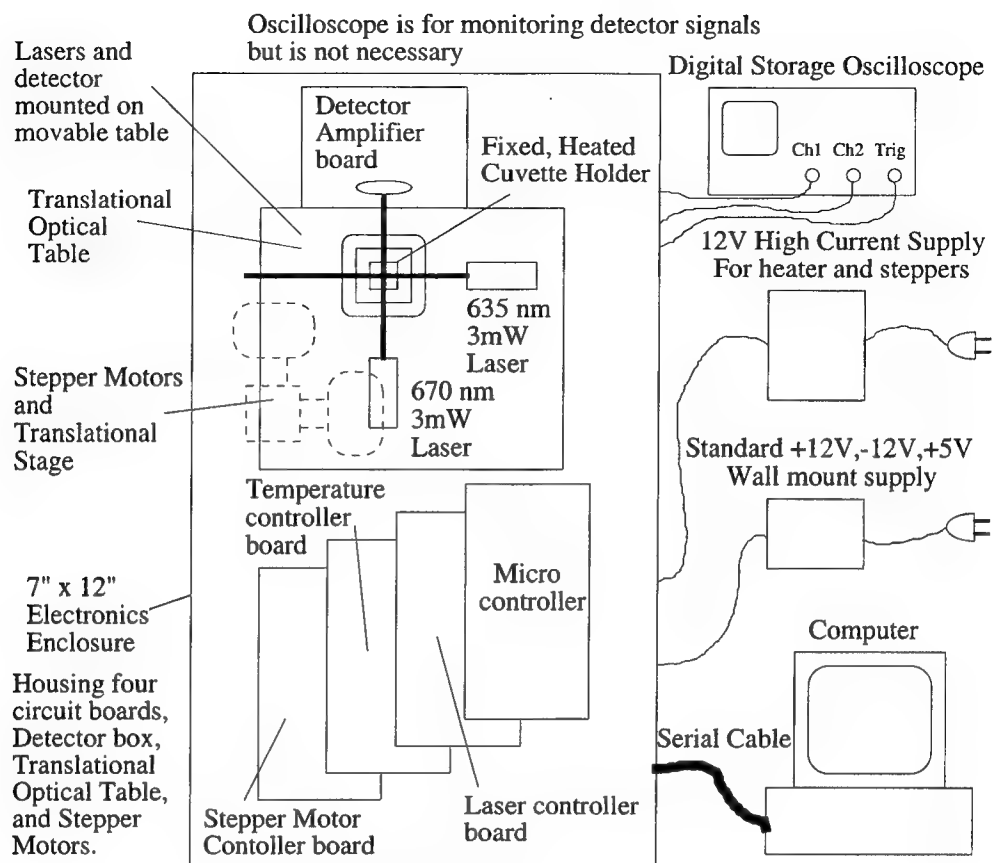 Oscilloscope is for monitoring detector signals
but is not necessary
Lasers and
detector
mounted on
movable table
Detector
Amplifier
board
Fixed, Heated
Cuvette Holder
Digital Storage Oscilloscope
Ch1 Ch2 Trig
Translational
Optical
Table
12V High Current Supply
For heater and steppers
635 nm
3mW
Laser
670 nm
3mW
Laser
Stepper Motors
and
Translational
Stage
Standard +12V,-12V,+5V
Wall mount supply
Temperature
controller
board
Micro
controller
7" x 12"
Electronics
Enclosure
Housing four
circuit boards,
Detector box,
Translational
Optical Table,
and Stepper
Motors.
Computer
Serial Cable
Stepper Motor
Contoller board
Laser controller
board